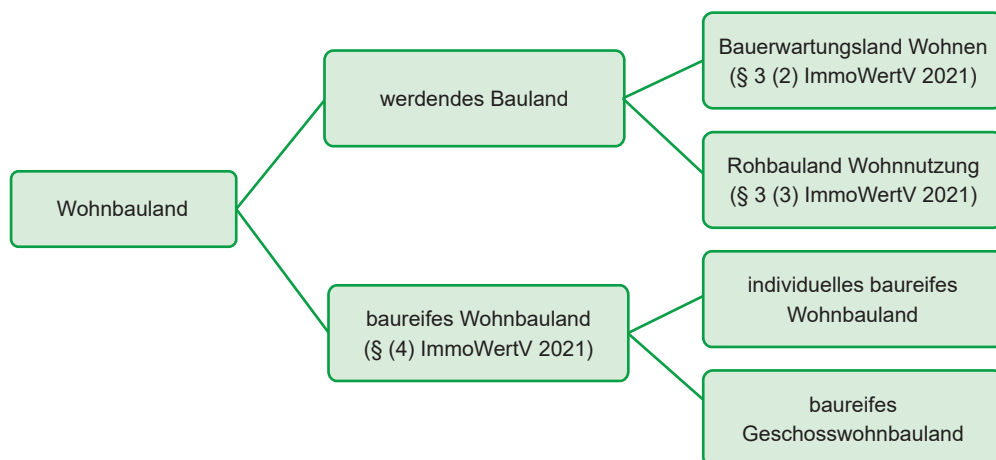 Wohnbauland
werdendes Bauland
Bauerwartungsland Wohnen
(§ 3 (2) ImmoWertV 2021)
Rohbauland Wohnnutzung
(§ 3 (3) ImmoWertV 2021)
baureifes Wohnbauland
(§ (4) ImmoWertV 2021)
individuelles baureifes
Wohnbauland
baureifes
Geschosswohnbauland